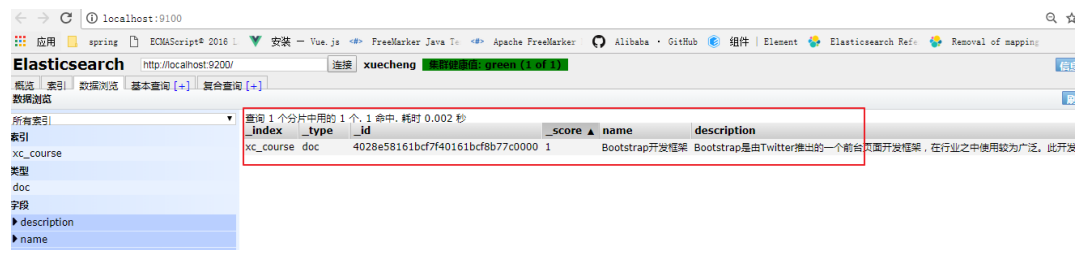 localhost:9100
应用 spring ECMAScript® 2016 L 安装 — Vue.js FreeMarker Java Te Apache FreeMarker Alibaba · GitHub 组件 | Element Elasticsearch Refe Removal of mapping
Elasticsearch http://localhost:9200/ 连接 xuecheng 集群健康值: green (1 of 1) 信息
概览 索引 数据浏览 基本查询 [+] 复合查询 [+]
数据浏览
所有索引 查询 1 个分片中用的 1 个. 1 命中. 耗时 0.002 秒
索引 _index _type _id _score ▲ name description
xc_course xc_course doc 4028e58161bcf7f40161bcf8b77c0000 1 Bootstrap开发框架 Bootstrap是由Twitter推出的一个前台页面开发框架，在行业之中使用较为广泛。此开发
类型
doc
字段
description
name